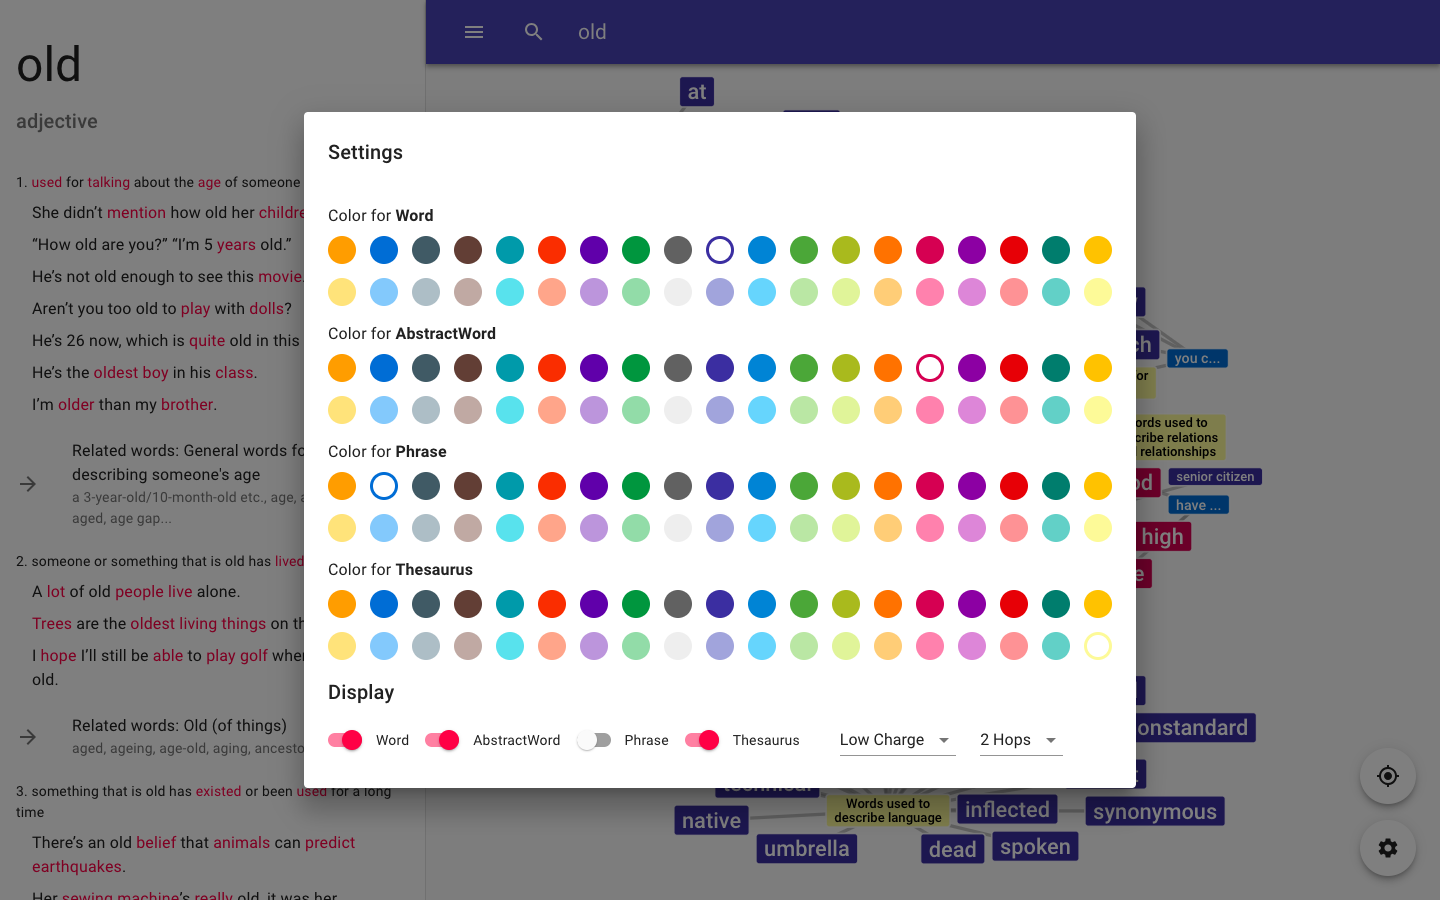 old
adjective
1. used for talking about the age of someone
She didn’t mention how old her childre
“How old are you?” “I’m 5 years old.”
He’s not old enough to see this movie.
Aren’t you too old to play with dolls?
He’s 26 now, which is quite old in this
He’s the oldest boy in his class.
I’m older than my brother.
Related words: General words fo
describing someone's age
a 3-year-old/10-month-old etc., age, a
aged, age gap...
2. someone or something that is old has lived
A lot of old people live alone.
Trees are the oldest living things on th
I hope I’ll still be able to play golf when
old.
Related words: Old (of things)
aged, ageing, age-old, aging, ancesto
3. something that is old has existed or been used for a long
time
There’s an old belief that animals can predict
earthquakes.
Her sewing machine’s really old, it was her
old
at
Settings
Color for Word
Color for AbstractWord
Color for Phrase
Color for Thesaurus
Display
Word
AbstractWord
Phrase
Thesaurus
Low Charge
2 Hops
ch
you c...
or
ords used to
cribe relations
relationships
od
senior citizen
have ...
high
e
onstandard
t
technical
native
Words used to
describe language
inflected
synonymous
umbrella
dead
spoken